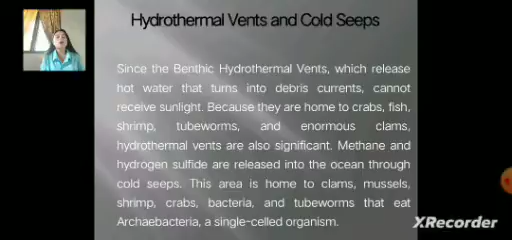 Hydrothermal Vents and Cold Seeps
Since the Benthic Hydrothermal Vents, which release
hot water that turns into debris currents, cannot
receive sunlight. Because they are home to crabs, fish,
shrimp, tubeworms, and enormous clams,
hydrothermal vents are also significant. Methane and
hydrogen sulfide are released into the ocean through
cold seeps. This area is home to clams, mussels,
shrimp, crabs, bacteria, and tubeworms that eat
Archaebacteria, a single-celled organism.
XRecorder